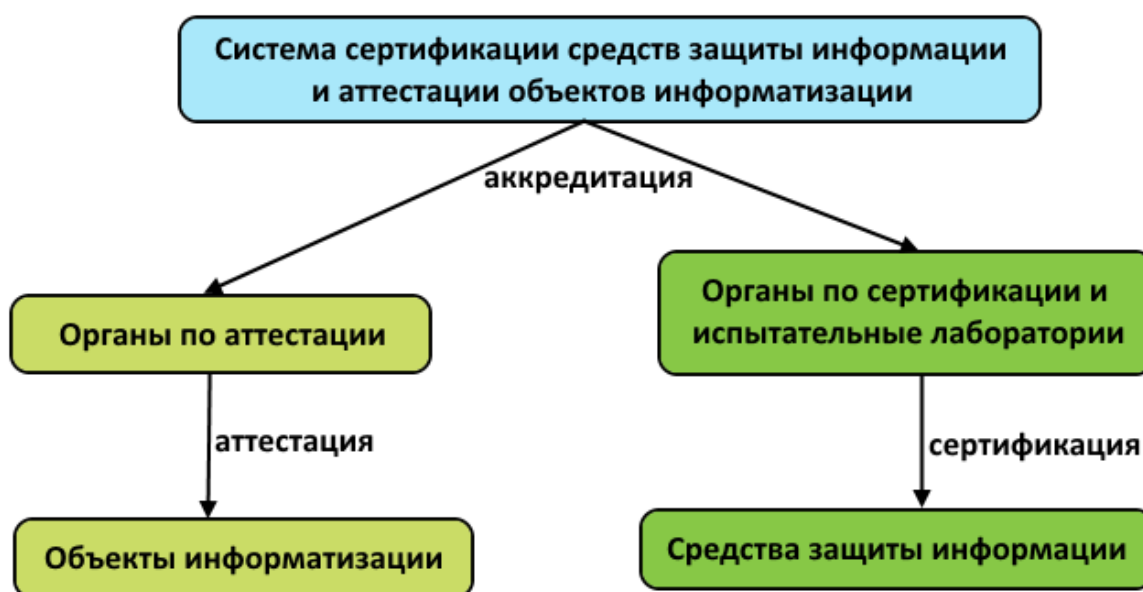 Система сертификации средств защиты информации
и аттестации объектов информатизации
аккредитация
Органы по аттестации
Органы по сертификации и
испытательные лаборатории
аттестация
сертификация
Объекты информатизации
Средства защиты информации